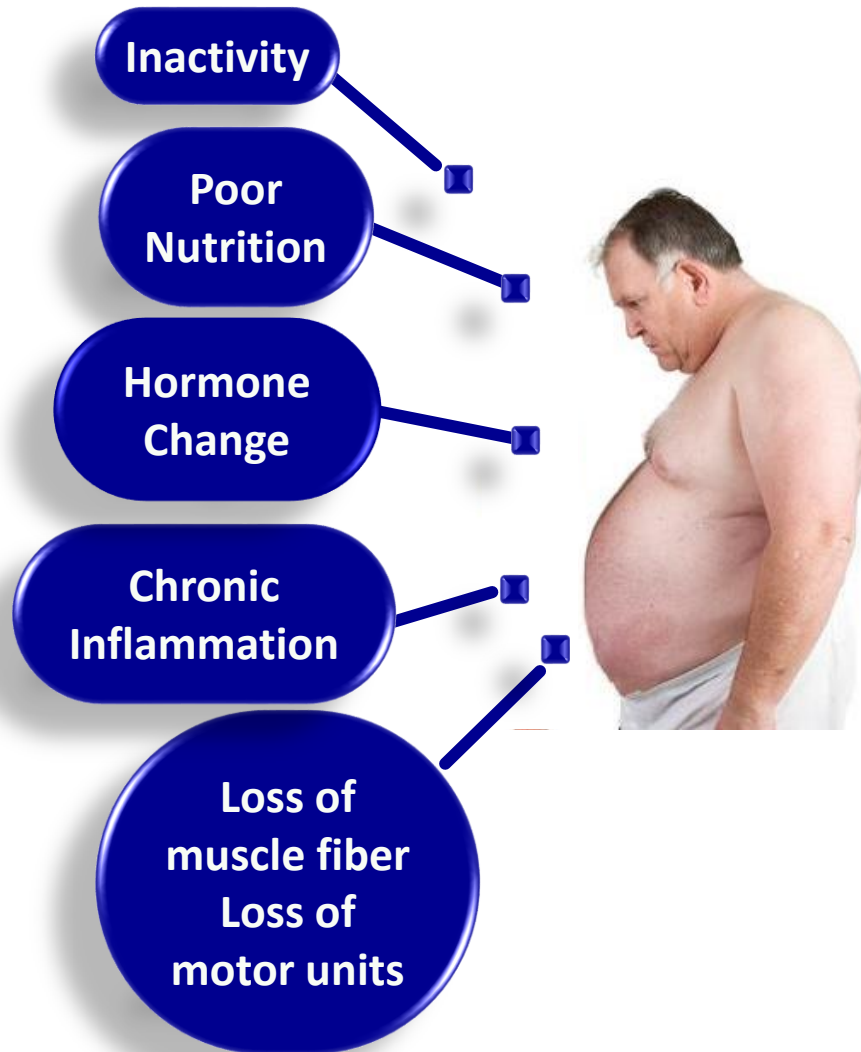 Inactivity
Poor
Nutrition
Hormone
Change
Chronic
Inflammation
Loss of
muscle fiber
Loss of
motor units